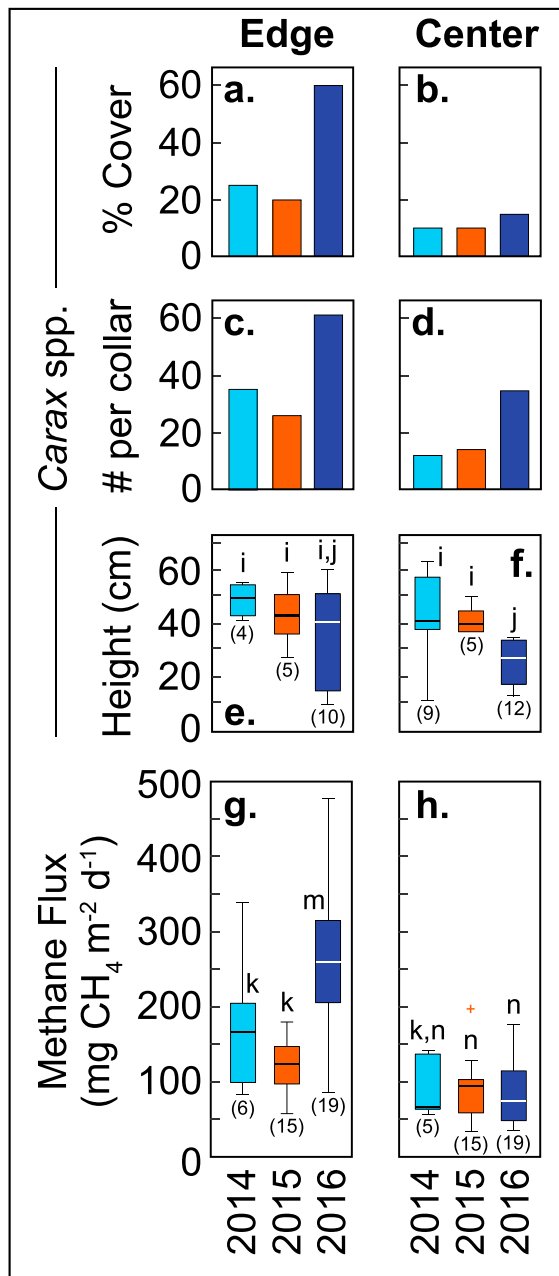 Edge Center
% Cover
60
40
20
0
a.
b.
Carax spp.
# per collar
60
40
20
0
c.
d.
Height (cm)
60
40
20
0
i
i
i,j
(4)
(5)
(10)
e.
i
i
j
(9)
(5)
(12)
f.
Methane Flux
(mg CH₄ m⁻² d⁻¹)
500
400
300
200
100
0
g.
k
k
m
(6)
(15)
(19)
h.
k,n
n
n
(5)
(15)
(19)
2014 2015 2016 2014 2015 2016